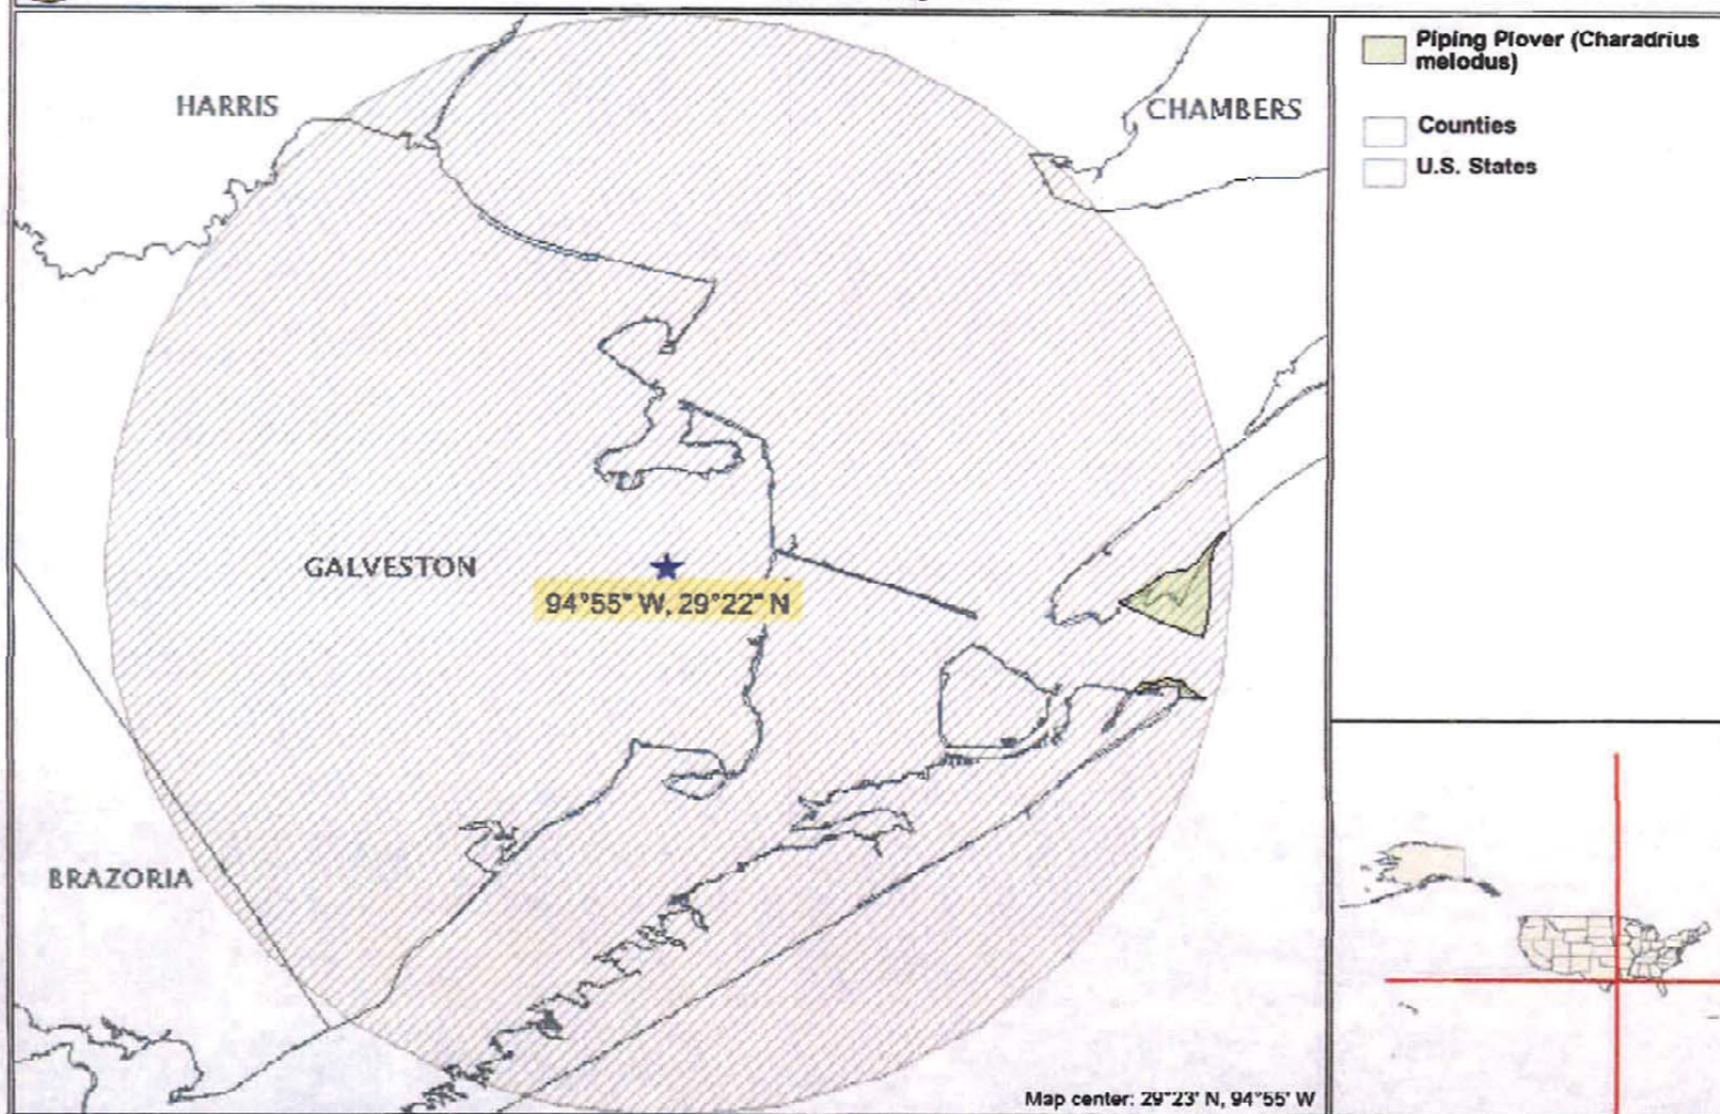 HARRIS
CHAMBERS
GALVESTON
94°55" W, 29°22" N
BRAZORIA
Map center: 29°23' N, 94°55' W
Piping Plover (Charadrius
melodus)
Counties
U.S. States